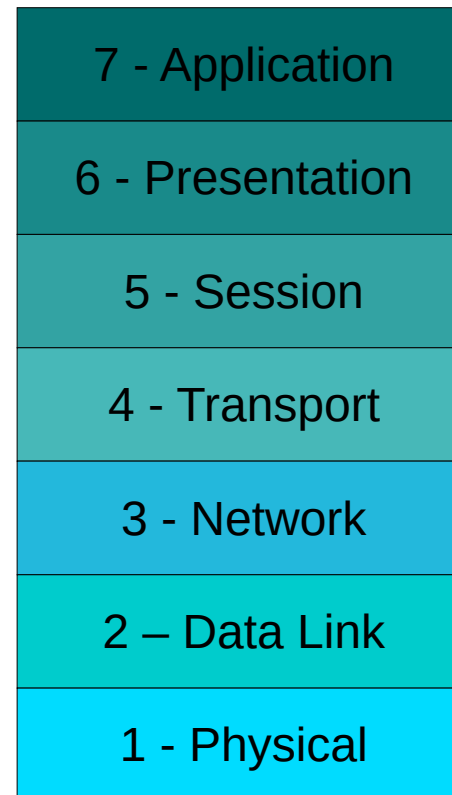 7 - Application
6 - Presentation
5 - Session
4 - Transport
3 - Network
2 – Data Link
1 - Physical